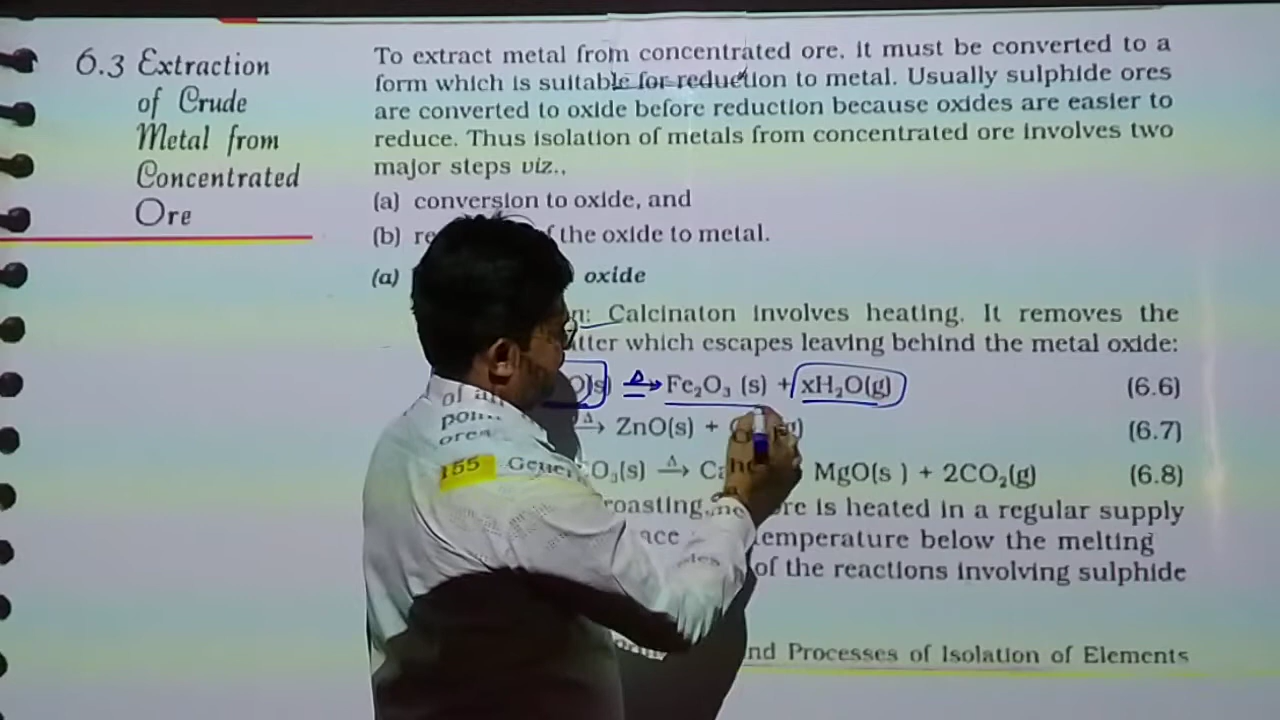 6.3 Extraction
of Crude
Metal from
Concentrated
Ore
To extract metal from concentrated ore, it must be converted to a
form which is suitable for reduction to metal. Usually sulphide ores
are converted to oxide before reduction because oxides are easier to
reduce. Thus isolation of metals from concentrated ore involves two
major steps viz.,
(a) conversion to oxide, and
(b) the oxide to metal.
(a) oxide
Calcinaton involves heating. It removes the
which escapes leaving behind the metal oxide:
O(s) Δ→ Fe₂O₃ (s) + xH₂O(g) (6.6)
Δ→ ZnO(s) + (6.7)
O₃(s) Δ→ MgO(s ) + 2CO₂(g) (6.8)
roasting, is heated in a regular supply
temperature below the melting
of the reactions involving sulphide
155
Processes of Isolation of Elements